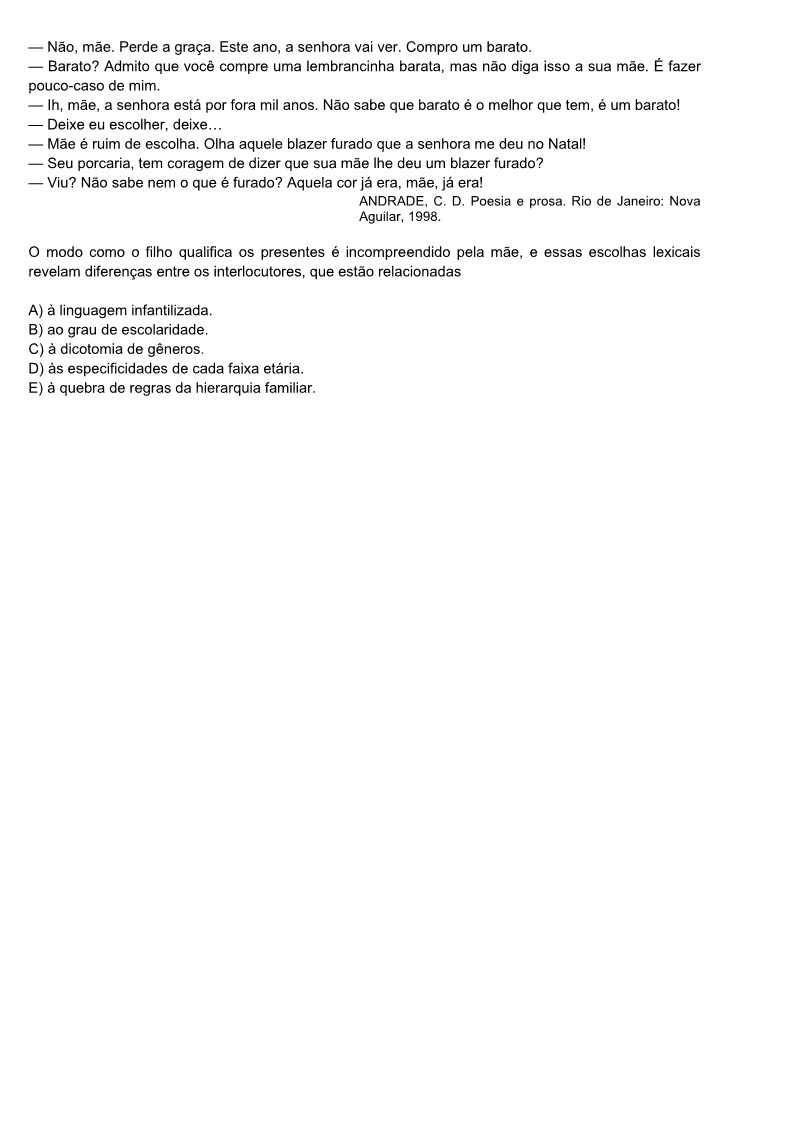 — Não, mãe. Perde a graça. Este ano, a senhora vai ver. Compro um barato.
— Barato? Admito que você compre uma lembrancinha barata, mas não diga isso a sua mãe. É fazer
pouco-caso de mim.
— Ih, mãe, a senhora está por fora mil anos. Não sabe que barato é o melhor que tem, é um barato!
— Deixe eu escolher, deixe…
— Mãe é ruim de escolha. Olha aquele blazer furado que a senhora me deu no Natal!
— Seu porcaria, tem coragem de dizer que sua mãe lhe deu um blazer furado?
— Viu? Não sabe nem o que é furado? Aquela cor já era, mãe, já era!
ANDRADE, C. D. Poesia e prosa. Rio de Janeiro: Nova
Aguilar, 1998.
O modo como o filho qualifica os presentes é incompreendido pela mãe, e essas escolhas lexicais
revelam diferenças entre os interlocutores, que estão relacionadas
A) à linguagem infantilizada.
B) ao grau de escolaridade.
C) à dicotomia de gêneros.
D) às especificidades de cada faixa etária.
E) à quebra de regras da hierarquia familiar.